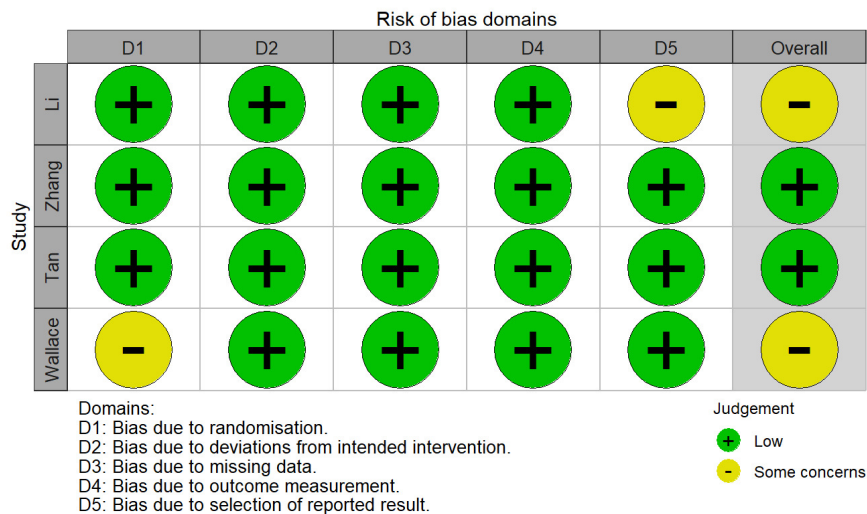 Risk of bias domains
D1 D2 D3 D4 D5 Overall
Study
Li + + + + - -
Zhang + + + + + +
Tan + + + + + +
Wallace - + + + + -
Domains:
D1: Bias due to randomisation.
D2: Bias due to deviations from intended intervention.
D3: Bias due to missing data.
D4: Bias due to outcome measurement.
D5: Bias due to selection of reported result.
Judgement
+ Low
- Some concerns